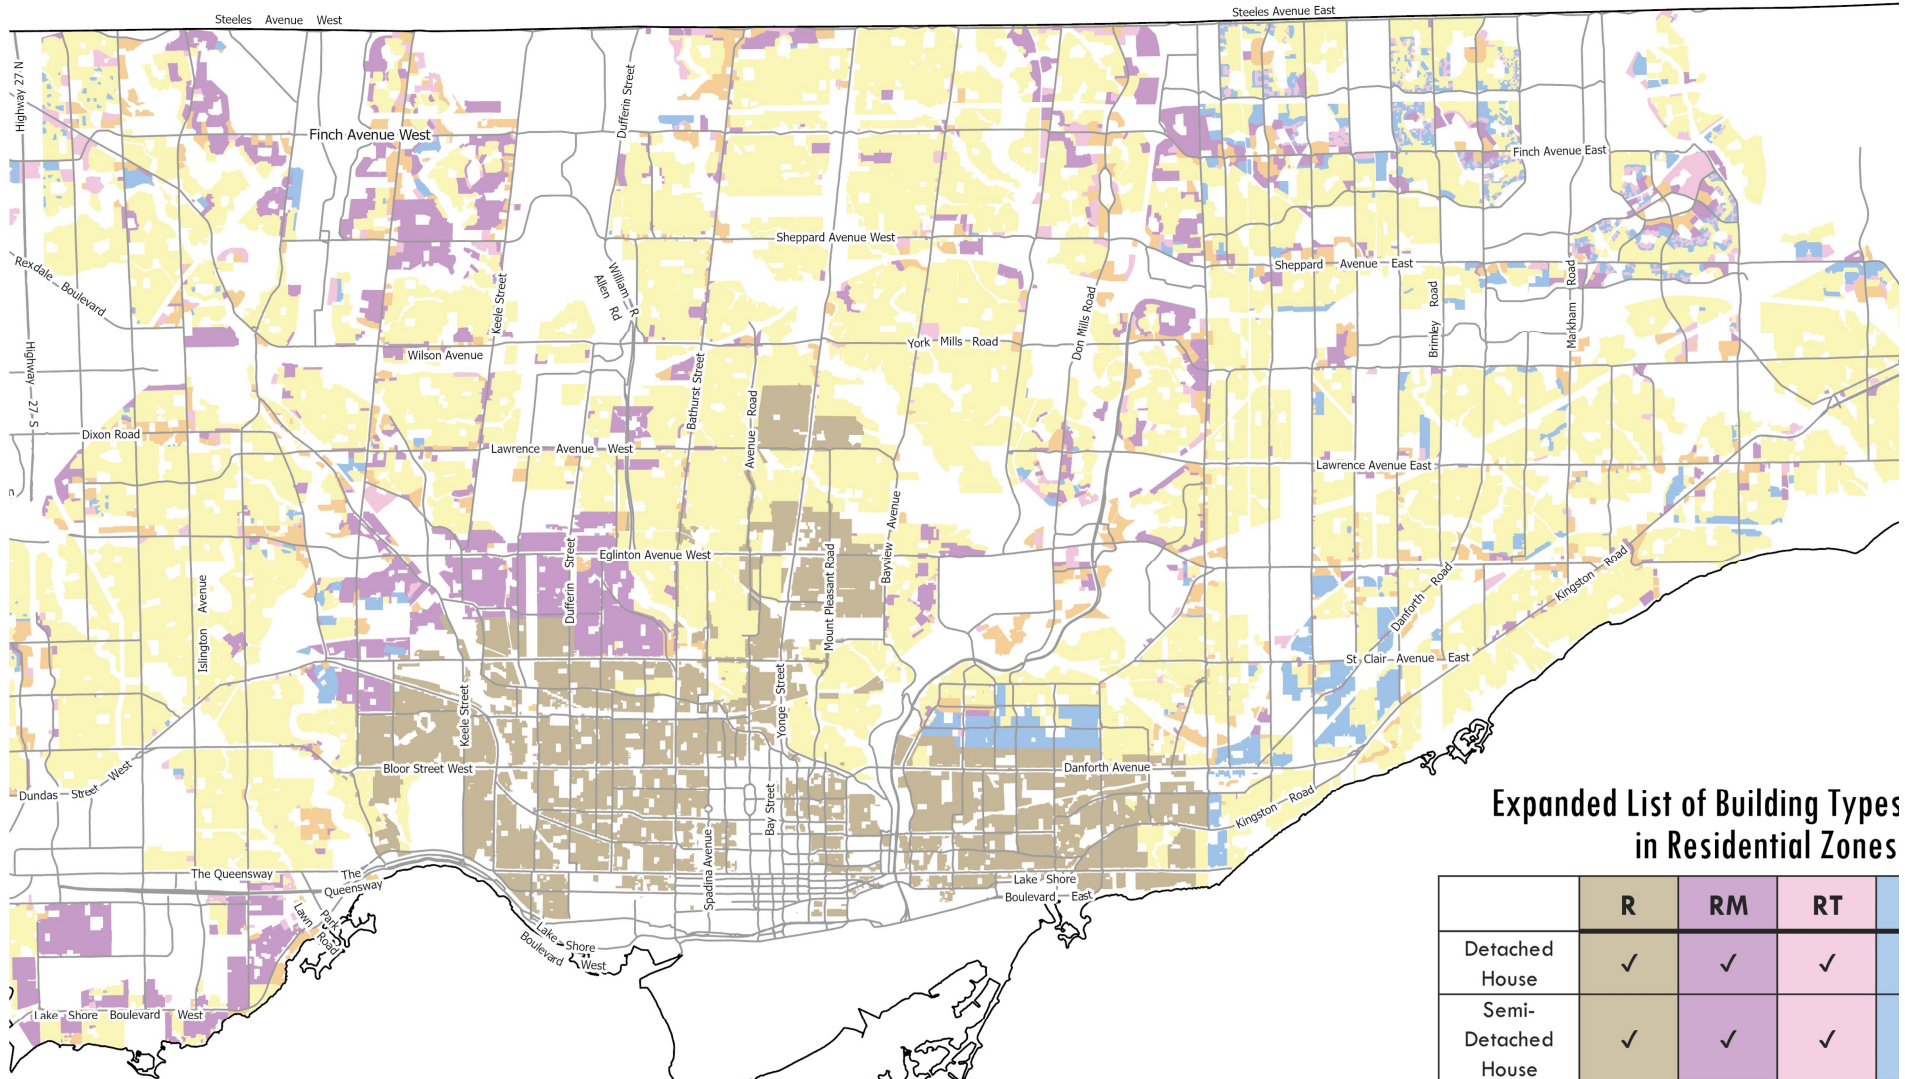 Steeles Avenue West
Steeles Avenue East
Highway 27 N
Dufferin Street
Finch Avenue West
Finch Avenue East
Sheppard Avenue West
Rexdale Boulevard
William R
Allen Rd
Keele Street
Sheppard Avenue East
Don Mills Road
Brimley Road
Markham Road
Highway 27 S
Wilson Avenue
York Mills Road
Bathurst Street
Avenue Road
Dixon Road
Lawrence Avenue West
Lawrence Avenue East
n
Bayview Avenue
Eglinton Avenue West
Dufferin Street
Mount Pleasant Road
Islington Avenue
Danforth Road
Kingston Road
St Clair Avenue East
Keele Street
Yonge Street
Bloor Street West
Danforth Avenue
Dundas Street West
Bay Street
Spadina Avenue
Kingston Road
The Queensway
The
Queensway
Lake Shore
Boulevard East
Park
Lawn
Road
Lake Shore
Boulevard
West
Lake Shore Boulevard West
Expanded List of Building Types
in Residential Zones
R RM RT
Detached
House
✓ ✓ ✓
Semi-
Detached
House
✓ ✓ ✓